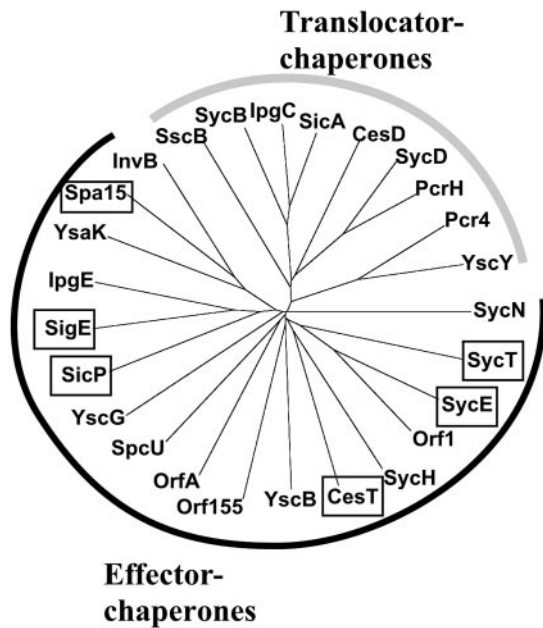 Translocator-
chaperones
SscB
SycB
IpgC
SicA
CesD
SycD
PcrH
Pcr4
YscY
SycN
SycT
SycE
Orf1
SycH
CesT
YscB
Orf155
OrfA
SpcU
YscG
SicP
SigE
IpgE
YsaK
Spa15
InvB
Effector-
chaperones